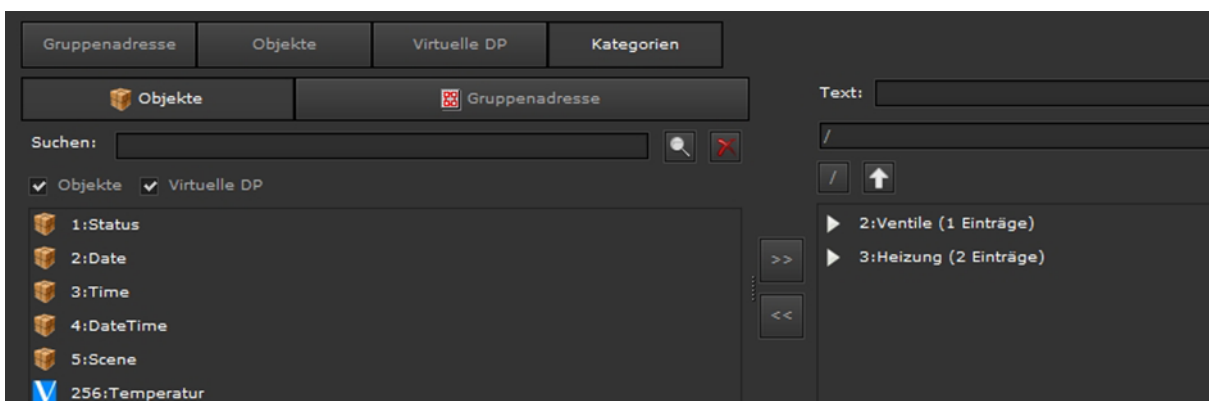 Gruppenadresse Objekte Virtuelle DP Kategorien
Objekte Gruppenadresse
Suchen:
Objekte Virtuelle DP
1:Status
2:Date
3:Time
4:DateTime
5:Scene
256:Temperatur
>>
<<
Text:
/
/
2:Ventile (1 Einträge)
3:Heizung (2 Einträge)